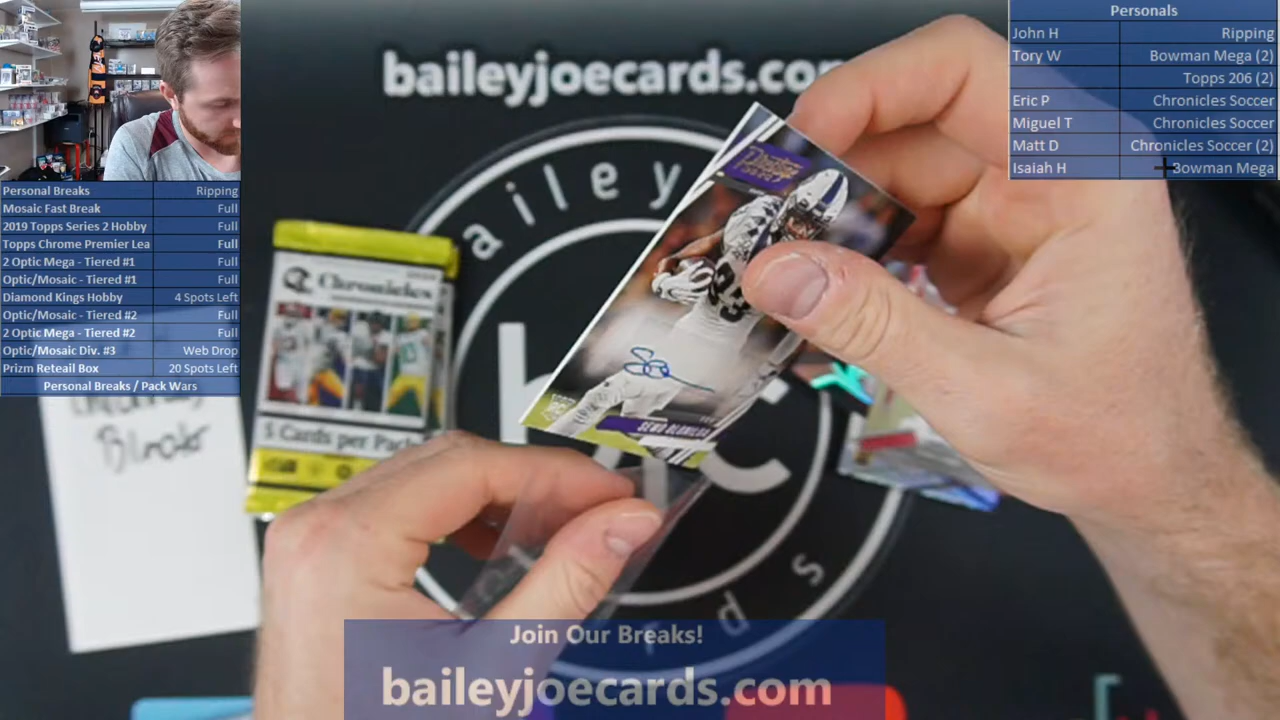 Personal Breaks Ripping
Mosaic Fast Break Full
2019 Topps Series 2 Hobby Full
Topps Chrome Premier Lea Full
2 Optic Mega - Tiered #1 Full
Optic/Mosaic - Tiered #1 Full
Diamond Kings Hobby 4 Spots Left
Optic/Mosaic - Tiered #2 Full
2 Optic Mega - Tiered #2 Full
Optic/Mosaic Div. #3 Web Drop
Prizm Reteail Box 20 Spots Left
Personal Breaks / Pack Wars
baileyjoecards.co
Personals
John H Ripping
Tory W Bowman Mega (2)
Topps 206 (2)
Eric P Chronicles Soccer
Miguel T Chronicles Soccer
Matt D Chronicles Soccer (2)
Isaiah H Bowman Mega
ailey
Chronicles
5 Cards per Pack
33
Join Our Breaks!
baileyjoecards.com